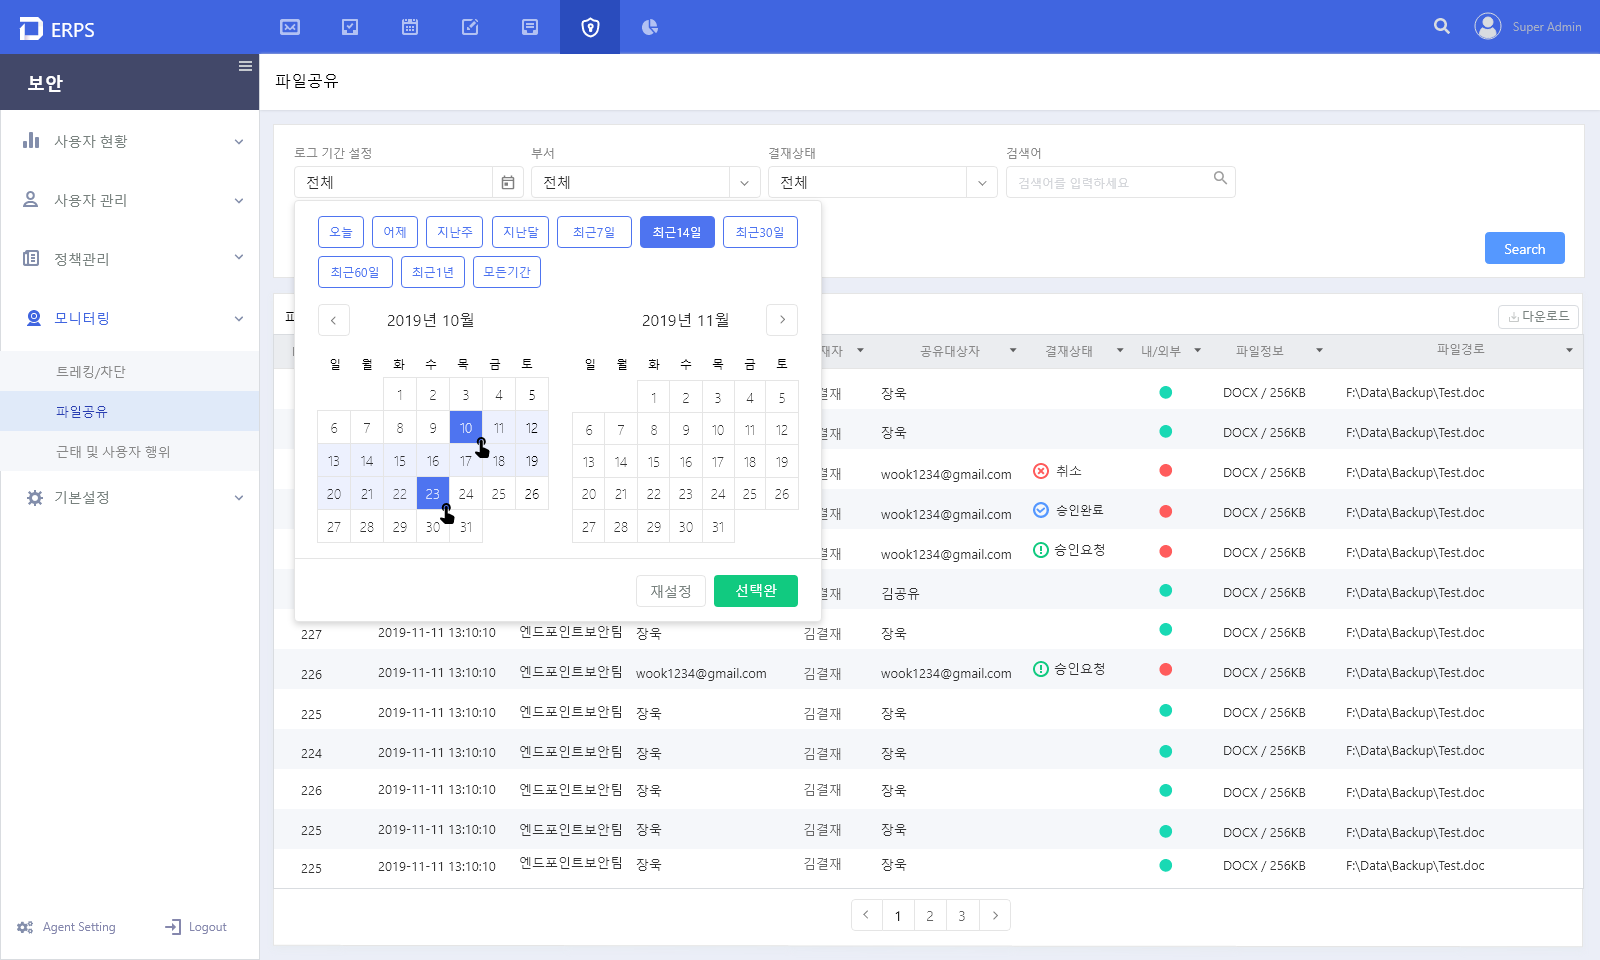 ERPS
Super Admin
보안
파일공유
사용자 현황
사용자 관리
정책관리
모니터링
트레킹/차단
파일공유
근태 및 사용자 행위
기본설정
Agent Setting
Logout
로그 기간 설정 부서 결재상태 검색어
전체 전체 전체 검색어를 입력하세요
오늘 어제 지난주 지난달 최근7일 최근14일 최근30일
최근60일 최근1년 모든기간
Search
2019년 10월 2019년 11월
일 월 화 수 목 금 토 일 월 화 수 목 금 토
1 2 3 4 5 1 2 3 4 5
6 7 8 9 10 11 12 6 7 8 9 10 11 12
13 14 15 16 17 18 19 13 14 15 16 17 18 19
20 21 22 23 24 25 26 20 21 22 23 24 25 26
27 28 29 30 31 27 28 29 30 31
재설정 선택완
다운로드
재자 공유대상자 결재상태 내/외부 파일정보 파일경로
결재 장욱 DOCX / 256KB F:\Data\Backup\Test.doc
결재 장욱 DOCX / 256KB F:\Data\Backup\Test.doc
결재 wook1234@gmail.com 취소 DOCX / 256KB F:\Data\Backup\Test.doc
결재 wook1234@gmail.com 승인완료 DOCX / 256KB F:\Data\Backup\Test.doc
결재 wook1234@gmail.com 승인요청 DOCX / 256KB F:\Data\Backup\Test.doc
결재 김공유 DOCX / 256KB F:\Data\Backup\Test.doc
227 2019-11-11 13:10:10 엔드포인트보안팀 장욱 김결재 장욱 DOCX / 256KB F:\Data\Backup\Test.doc
226 2019-11-11 13:10:10 엔드포인트보안팀 wook1234@gmail.com 김결재 wook1234@gmail.com 승인요청 DOCX / 256KB F:\Data\Backup\Test.doc
225 2019-11-11 13:10:10 엔드포인트보안팀 장욱 김결재 장욱 DOCX / 256KB F:\Data\Backup\Test.doc
224 2019-11-11 13:10:10 엔드포인트보안팀 장욱 김결재 장욱 DOCX / 256KB F:\Data\Backup\Test.doc
226 2019-11-11 13:10:10 엔드포인트보안팀 장욱 김결재 장욱 DOCX / 256KB F:\Data\Backup\Test.doc
225 2019-11-11 13:10:10 엔드포인트보안팀 장욱 김결재 장욱 DOCX / 256KB F:\Data\Backup\Test.doc
225 2019-11-11 13:10:10 엔드포인트보안팀 장욱 김결재 장욱 DOCX / 256KB F:\Data\Backup\Test.doc
1 2 3